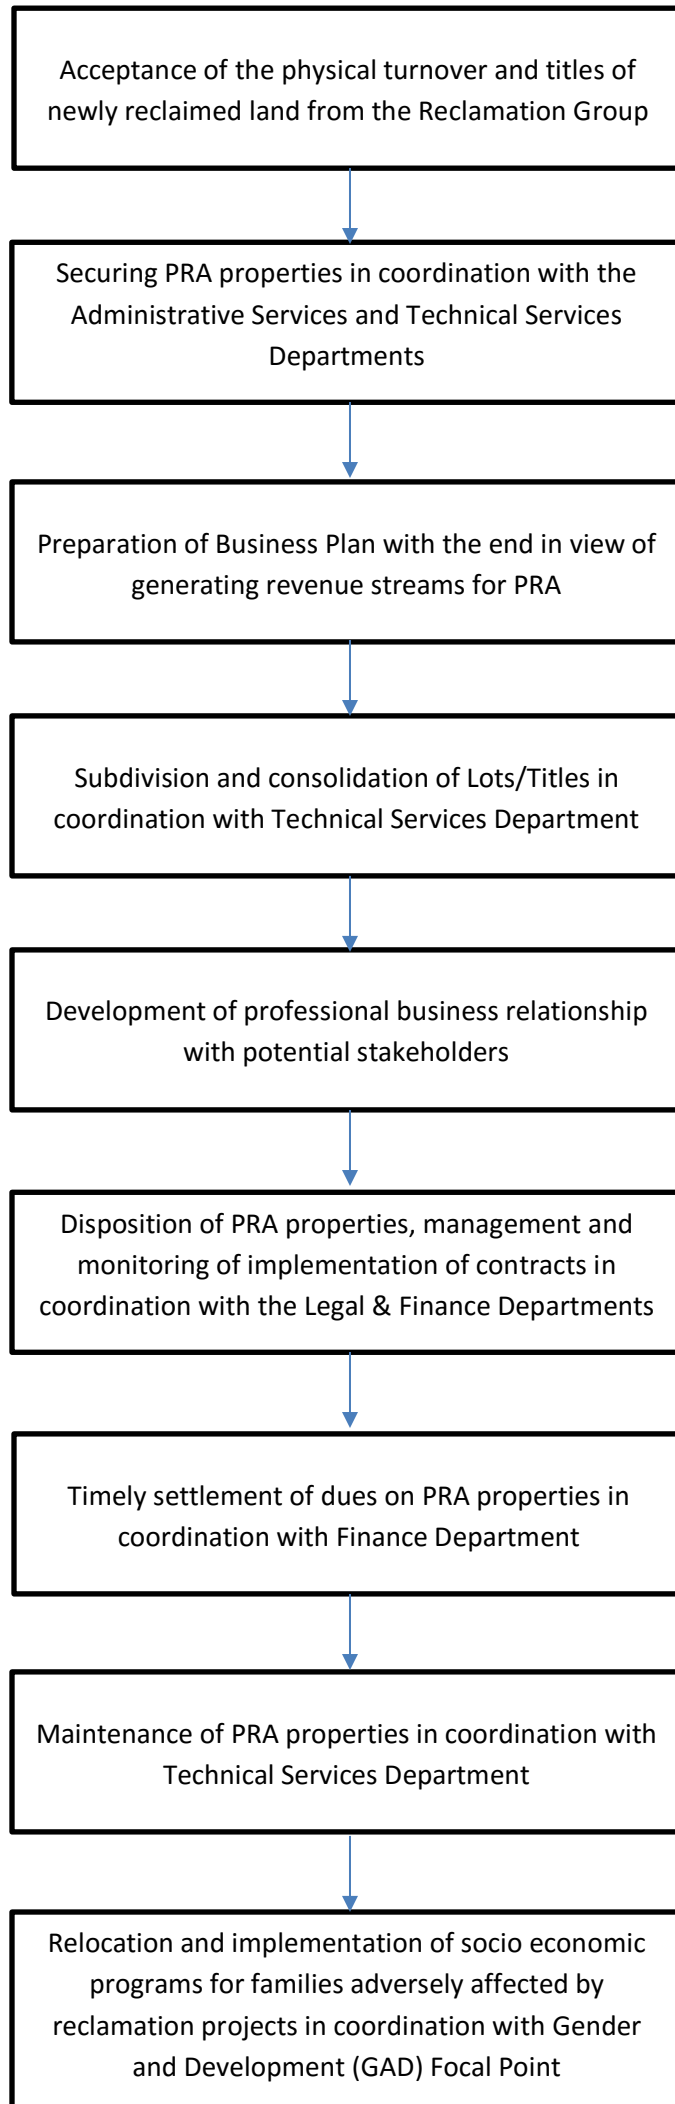 Acceptance of the physical turnover and titles of
newly reclaimed land from the Reclamation Group
Securing PRA properties in coordination with the
Administrative Services and Technical Services
Departments
Preparation of Business Plan with the end in view of
generating revenue streams for PRA
Subdivision and consolidation of Lots/Titles in
coordination with Technical Services Department
Development of professional business relationship
with potential stakeholders
Disposition of PRA properties, management and
monitoring of implementation of contracts in
coordination with the Legal & Finance Departments
Timely settlement of dues on PRA properties in
coordination with Finance Department
Maintenance of PRA properties in coordination with
Technical Services Department
Relocation and implementation of socio economic
programs for families adversely affected by
reclamation projects in coordination with Gender
and Development (GAD) Focal Point